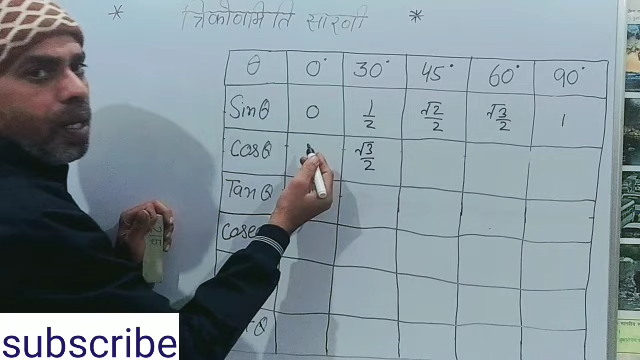 * त्रिकोणमिति सारणी *
θ 0° 30° 45° 60° 90°
Sinθ 0 1/2 √2/2 √3/2 1
Cosθ √3/2
Tanθ
subscribe